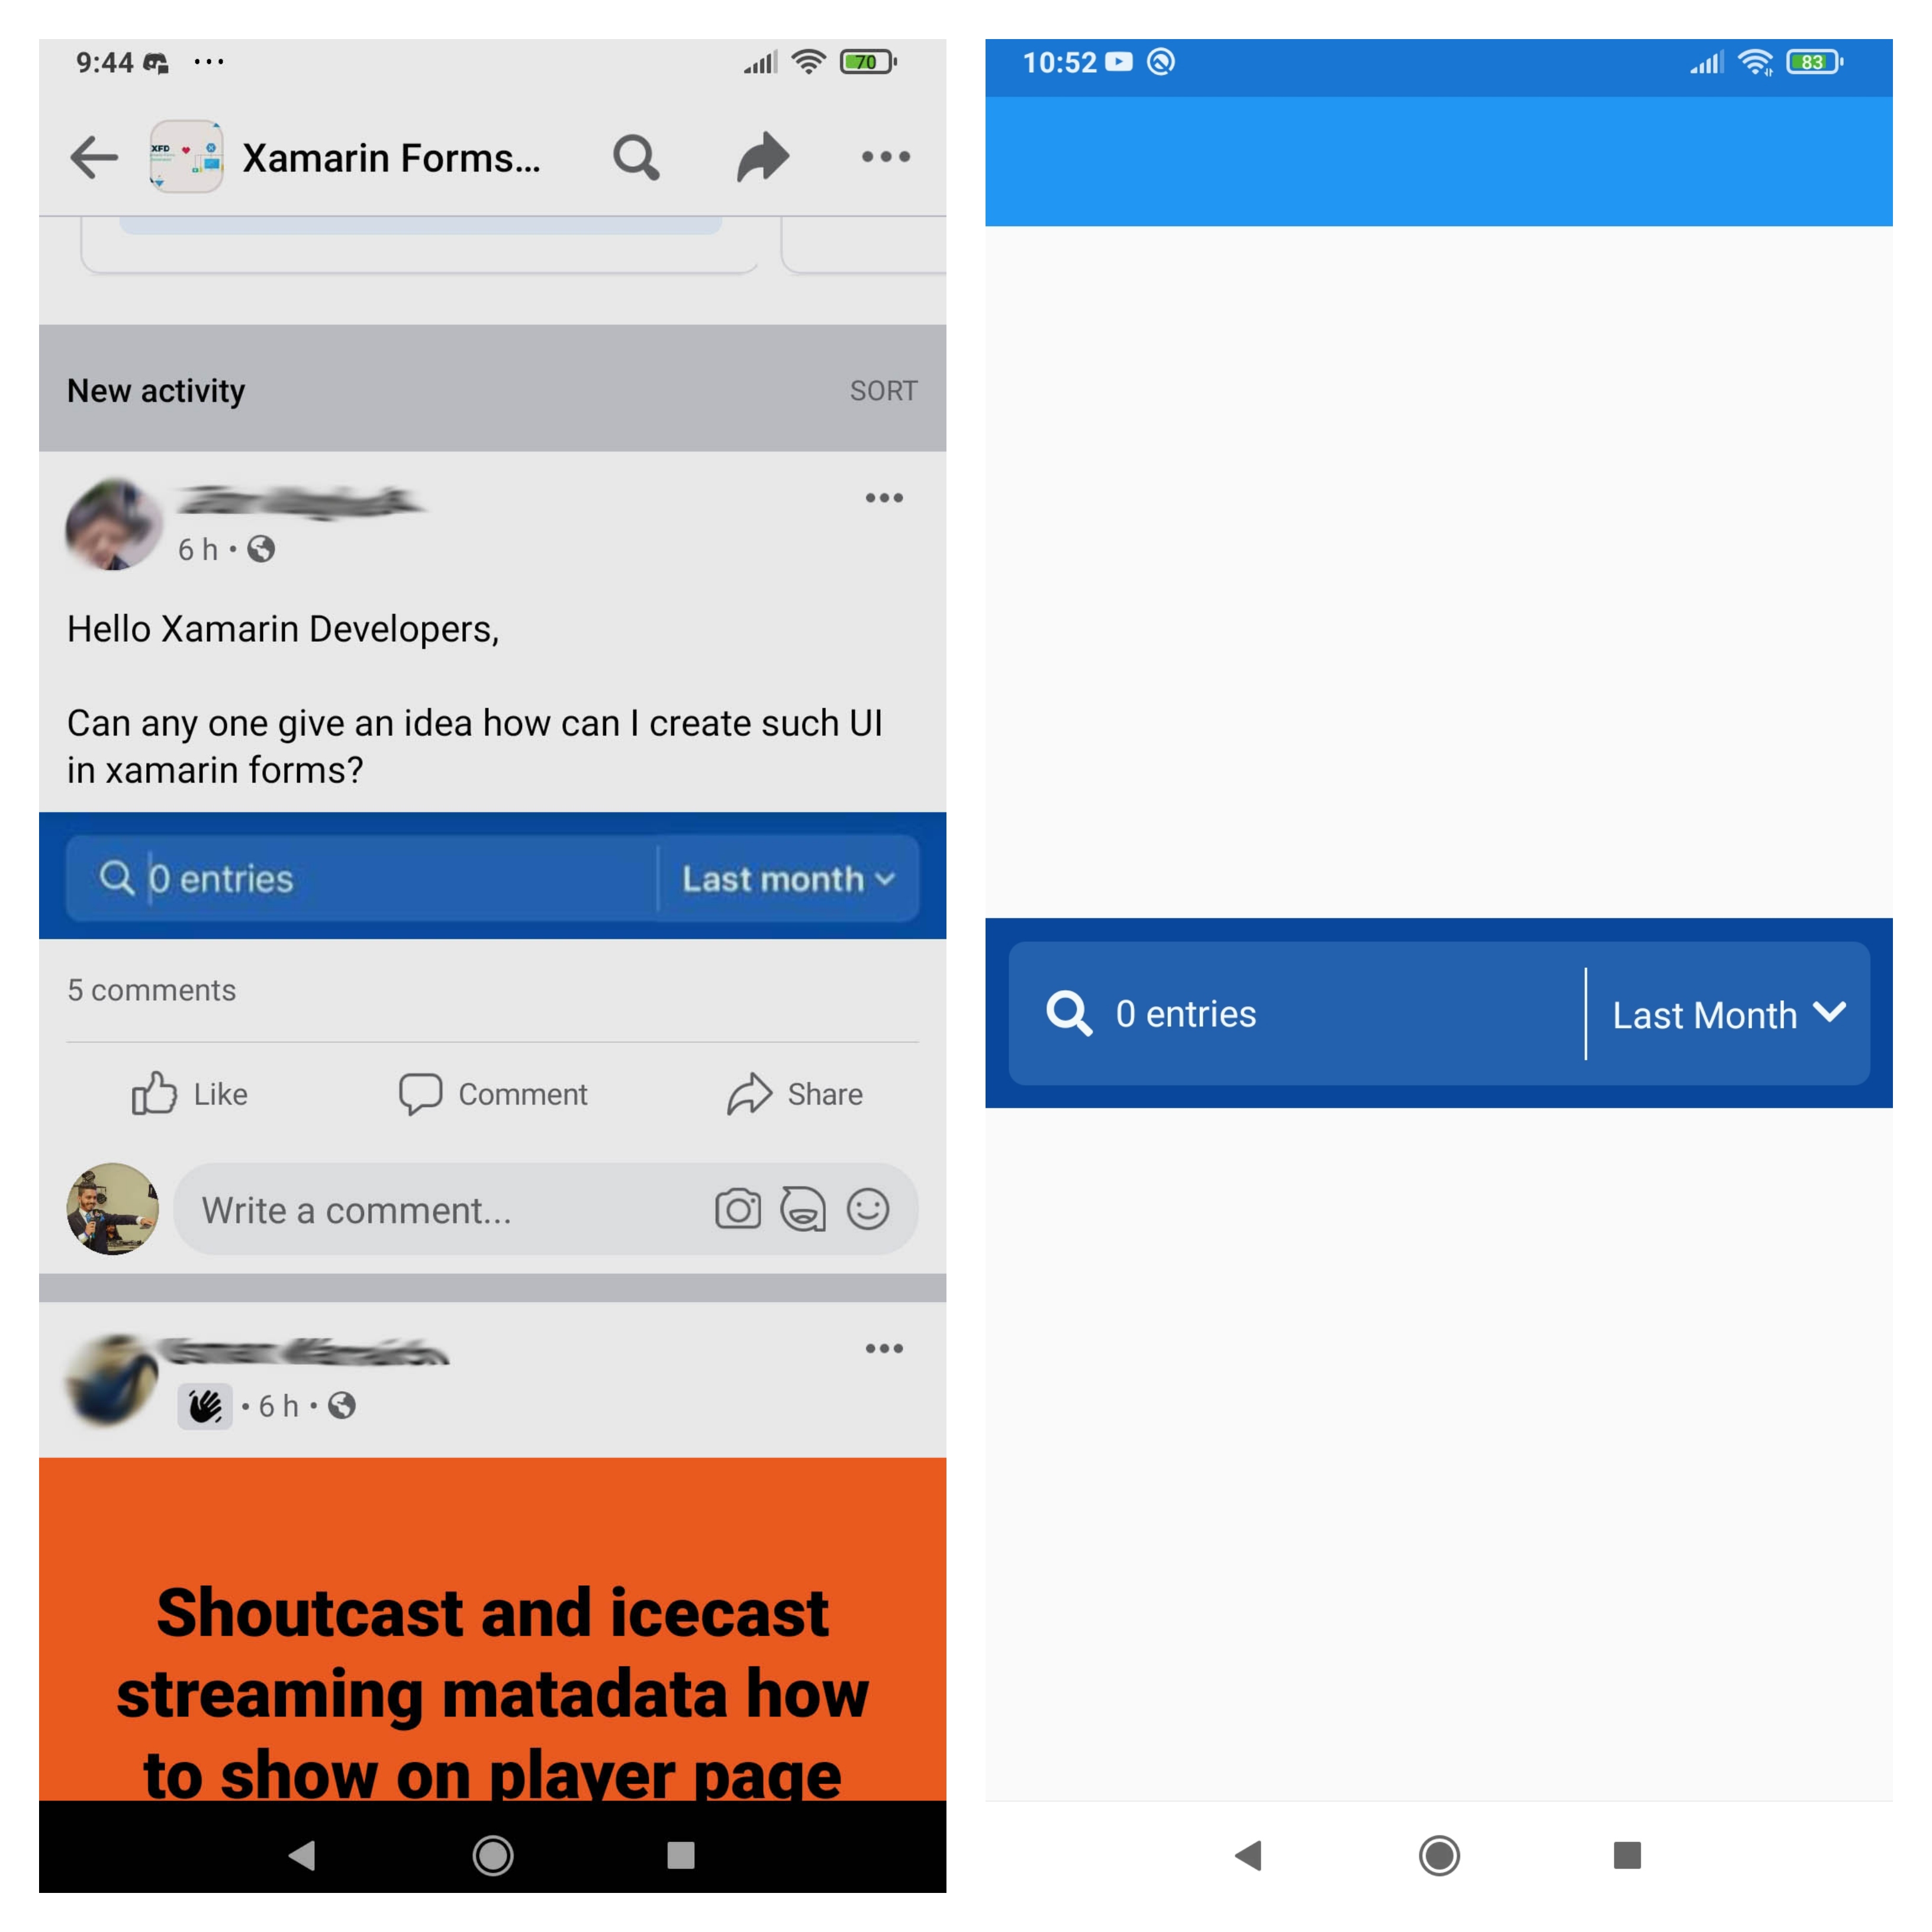 9:44
70
XFD
Xamarin Forms...
New activity
SORT
6 h
Hello Xamarin Developers,
Can any one give an idea how can I create such UI
in xamarin forms?
0 entries
Last month
5 comments
Like
Comment
Share
Write a comment...
6 h
Shoutcast and icecast
streaming matadata how
to show on player page
10:52
83
0 entries
Last Month